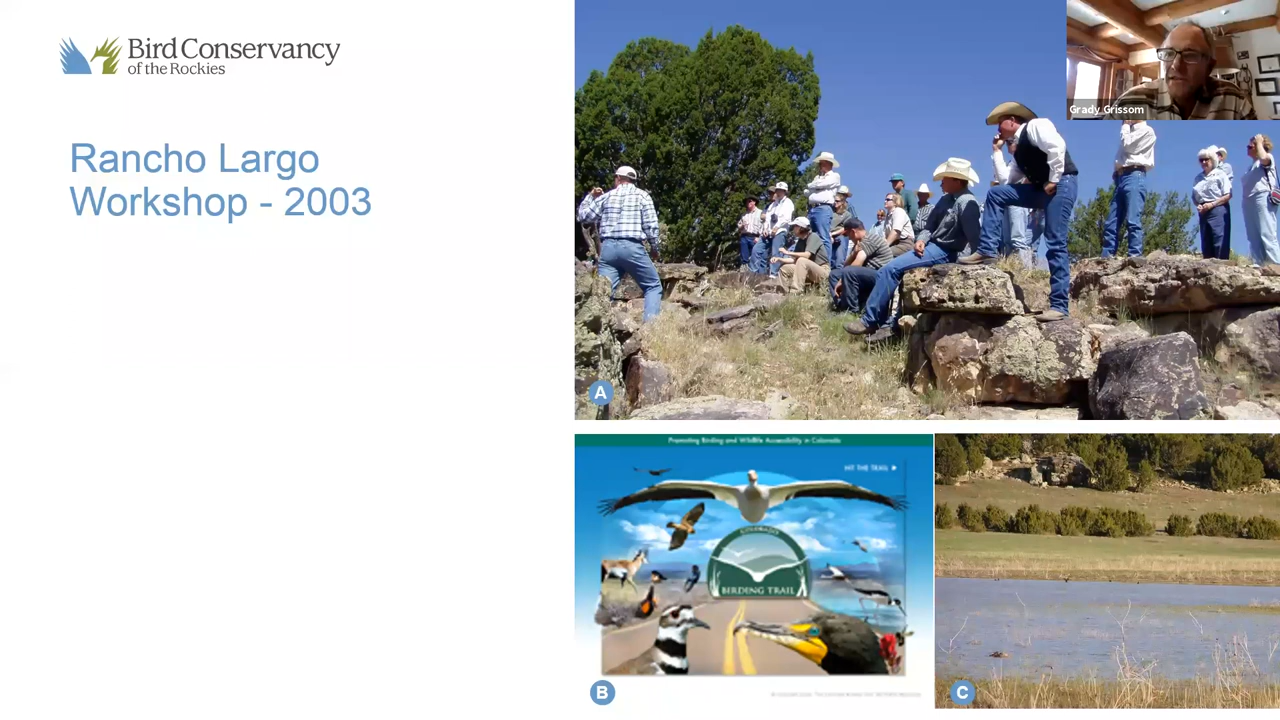 Bird Conservancy
of the Rockies
Rancho Largo
Workshop - 2003
Grady Grissom
A
Promoting Birding and Wildlife Accessibility in Colorado
HIT THE TRAIL
COLORADO
BIRDING TRAIL
B
C